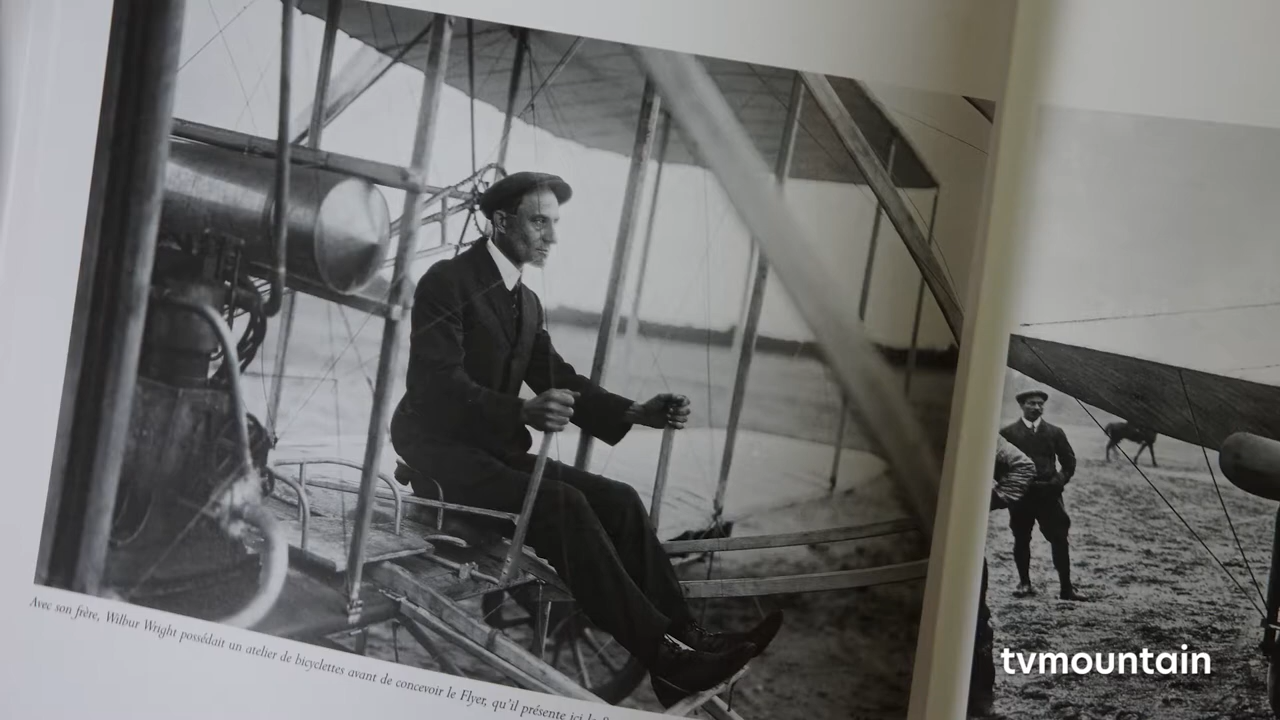 Avec son frère, Wilbur Wright possédait un atelier de bicyclettes avant de concevoir le Flyer, qu'il présente ici le
tvmountain